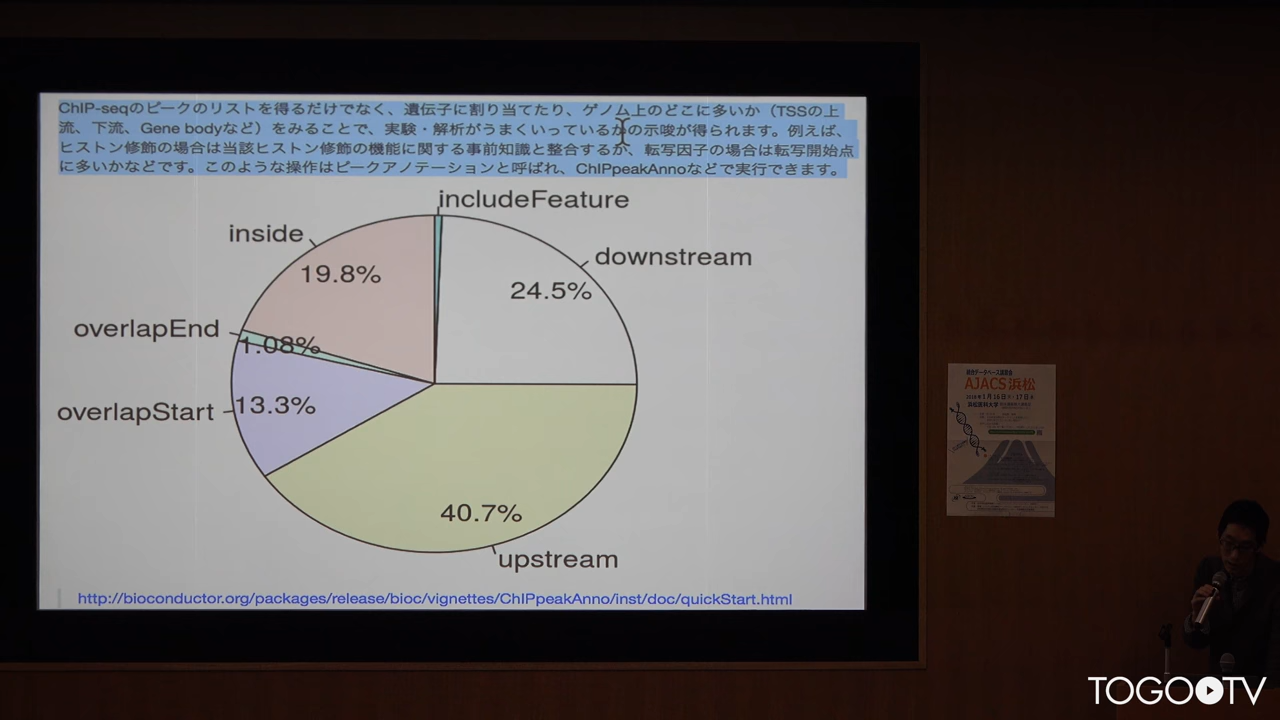 ChIP-seqのピークのリストを得るだけでなく、遺伝子に割り当てたり、ゲノム上のどこに多いか（TSSの上
流、下流、Gene bodyなど）をみることで、実験・解析がうまくいっているかの示唆が得られます。例えば、
ヒストン修飾の場合は当該ヒストン修飾の機能に関する事前知識と整合するか、転写因子の場合は転写開始点
に多いかなどです。このような操作はピークアノテーションと呼ばれ、ChIPpeakAnnoなどで実行できます。
includeFeature
inside
downstream
19.8%
24.5%
overlapEnd
1.08%
overlapStart
13.3%
40.7%
upstream
http://bioconductor.org/packages/release/bioc/vignettes/ChIPpeakAnno/inst/doc/quickStart.html
AJACS浜松
浜松医科大学
TOGOTV